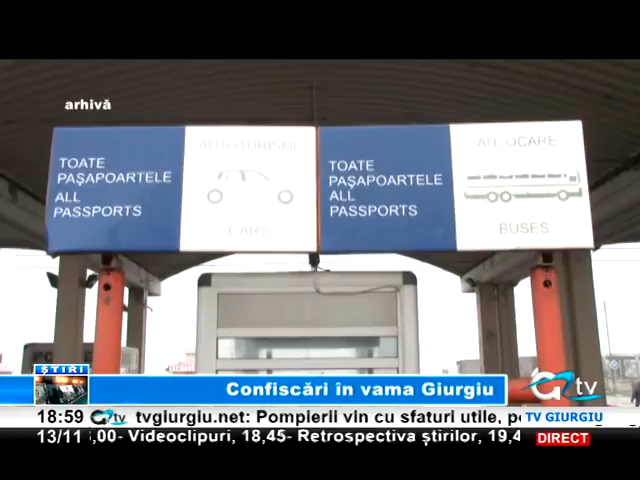 arhivă
TOATE
PAŞAPOARTELE
ALL
PASSPORTS
AUTOTURISME
CARS
TOATE
PAŞAPOARTELE
ALL
PASSPORTS
AUTOCARE
BUSES
ŞTIRI
Confiscări în vama Giurgiu
tv
18:59 tv tvgiurgiu.net: Pompierii vin cu sfaturi utile,
TV GIURGIU
13/11 ,00- Videoclipuri, 18,45- Retrospectiva ştirilor, 19,4
DIRECT